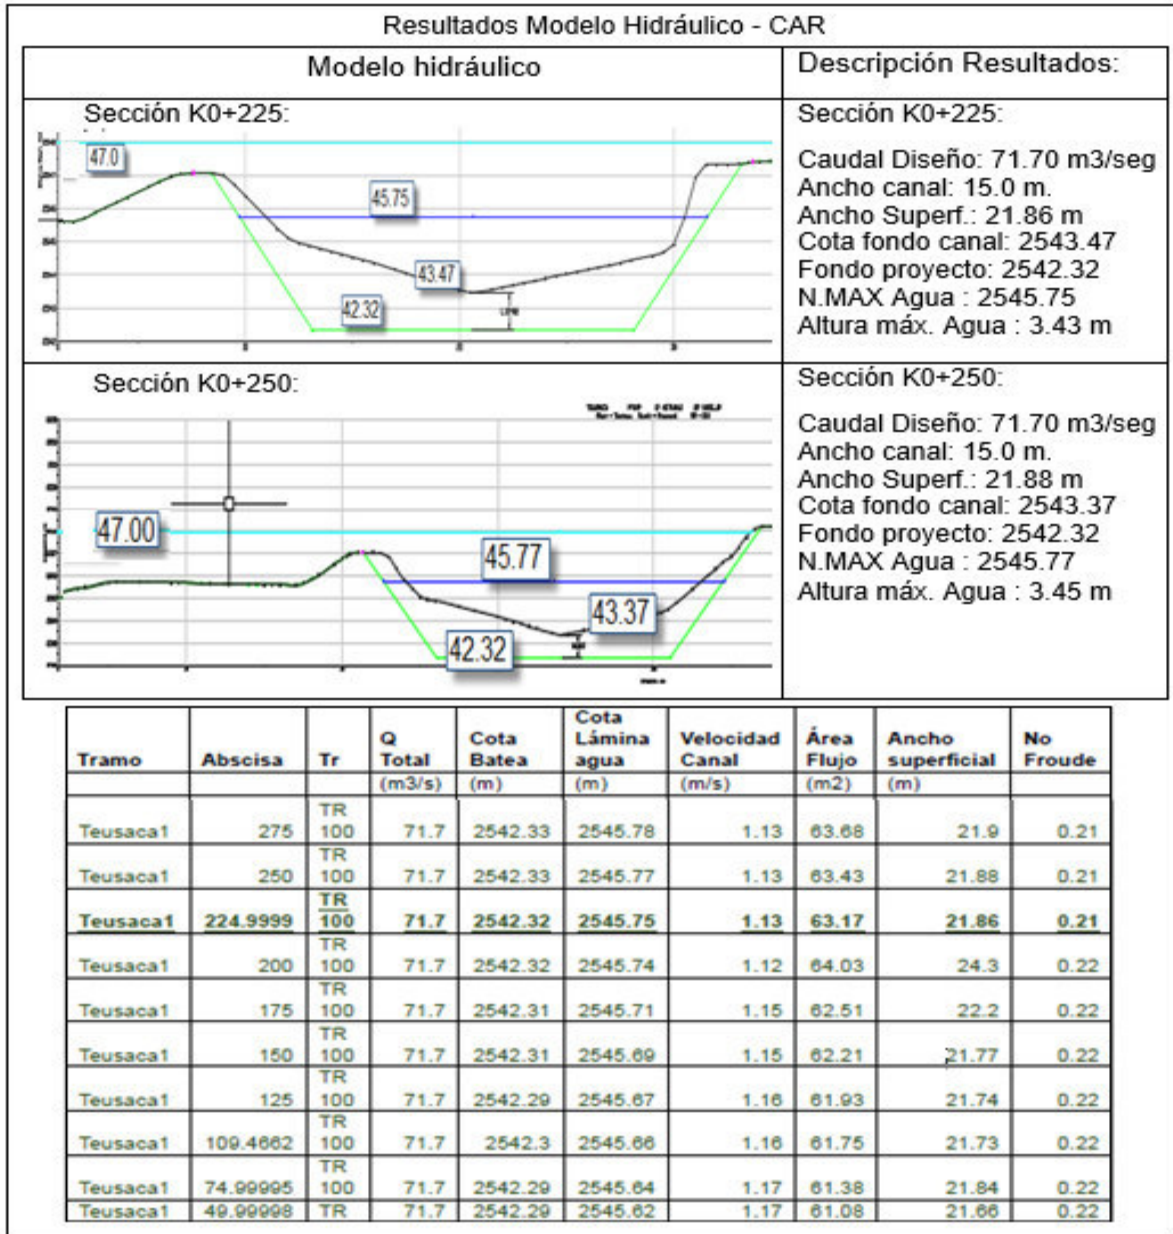 Resultados Modelo Hidráulico - CAR
Modelo hidráulico
Descripción Resultados:
Sección K0+225:
47.0
45.75
43.47
42.32
Sección K0+225:
Caudal Diseño: 71.70 m3/seg
Ancho canal: 15.0 m.
Ancho Superf.: 21.86 m
Cota fondo canal: 2543.47
Fondo proyecto: 2542.32
N.MAX Agua : 2545.75
Altura máx. Agua : 3.43 m
Sección K0+250:
47.00
45.77
43.37
42.32
Sección K0+250:
Caudal Diseño: 71.70 m3/seg
Ancho canal: 15.0 m.
Ancho Superf.: 21.88 m
Cota fondo canal: 2543.37
Fondo proyecto: 2542.32
N.MAX Agua : 2545.77
Altura máx. Agua : 3.45 m
Tramo Abscisa Tr Q Total Cota Batea Cota Lámina agua Velocidad Canal Área Flujo Ancho superficial No Froude
(m3/s) (m) (m) (m/s) (m2) (m)
Teusaca1 275 TR 100 71.7 2542.33 2545.78 1.13 63.68 21.9 0.21
Teusaca1 250 TR 100 71.7 2542.33 2545.77 1.13 63.43 21.88 0.21
Teusaca1 224.9999 TR 100 71.7 2542.32 2545.75 1.13 63.17 21.86 0.21
Teusaca1 200 TR 100 71.7 2542.32 2545.74 1.12 64.03 24.3 0.22
Teusaca1 175 TR 100 71.7 2542.31 2545.71 1.15 62.51 22.2 0.22
Teusaca1 150 TR 100 71.7 2542.31 2545.69 1.15 62.21 21.77 0.22
Teusaca1 125 TR 100 71.7 2542.29 2545.67 1.16 61.93 21.74 0.22
Teusaca1 109.4662 TR 100 71.7 2542.3 2545.66 1.16 61.75 21.73 0.22
Teusaca1 74.99995 TR 100 71.7 2542.29 2545.64 1.17 61.38 21.84 0.22
Teusaca1 49.99998 TR 71.7 2542.29 2545.62 1.17 61.08 21.66 0.22